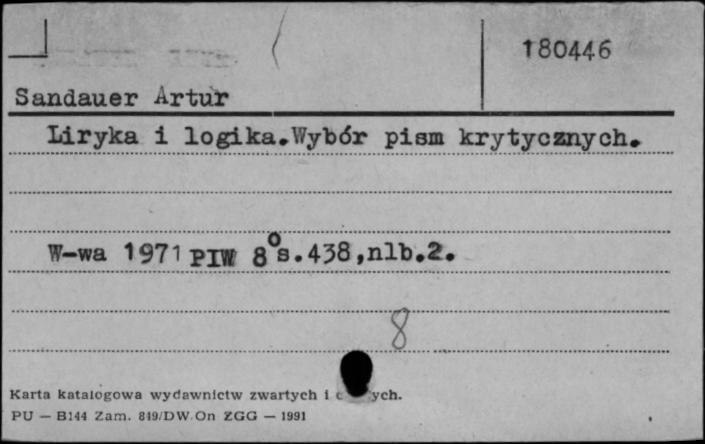 180446
Sandauer Artur
Liryka i logika.Wybór pism krytycznych.
W-wa 1971 PIW 8° s.438,nlb.2.
8
Karta katalogowa wydawnictw zwartych i
PU — B144 Zam. 819/DW.On ZGG — 1991